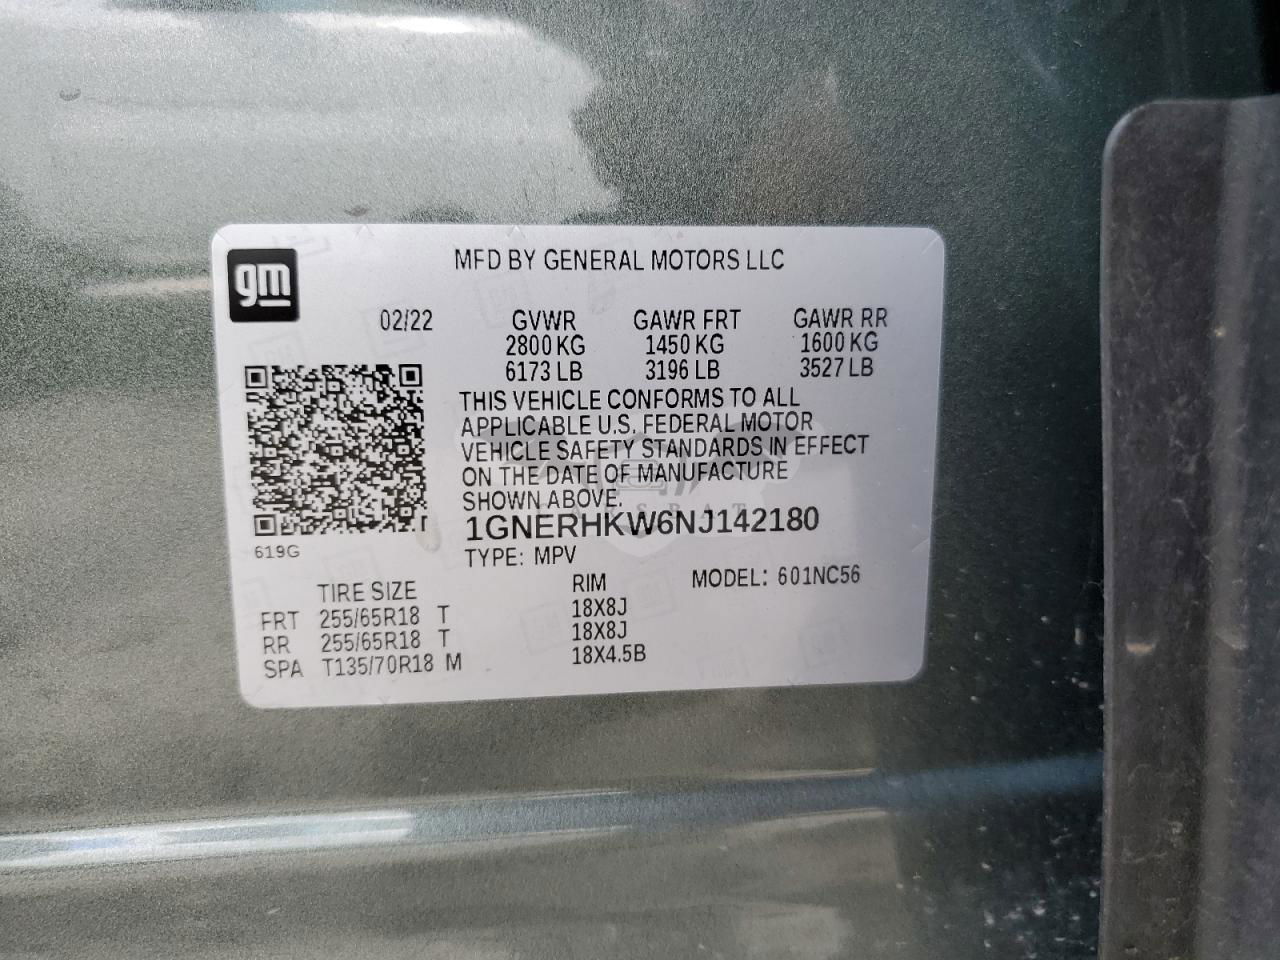 gm
MFD BY GENERAL MOTORS LLC
02/22 GVWR GAWR FRT GAWR RR
2800 KG 1450 KG 1600 KG
6173 LB 3196 LB 3527 LB
THIS VEHICLE CONFORMS TO ALL
APPLICABLE U.S. FEDERAL MOTOR
VEHICLE SAFETY STANDARDS IN EFFECT
ON THE DATE OF MANUFACTURE
SHOWN ABOVE.
1GNERHKW6NJ142180
619G
TYPE: MPV
TIRE SIZE RIM MODEL: 601NC56
FRT 255/65R18 T 18X8J
RR 255/65R18 T 18X8J
SPA T135/70R18 M 18X4.5B